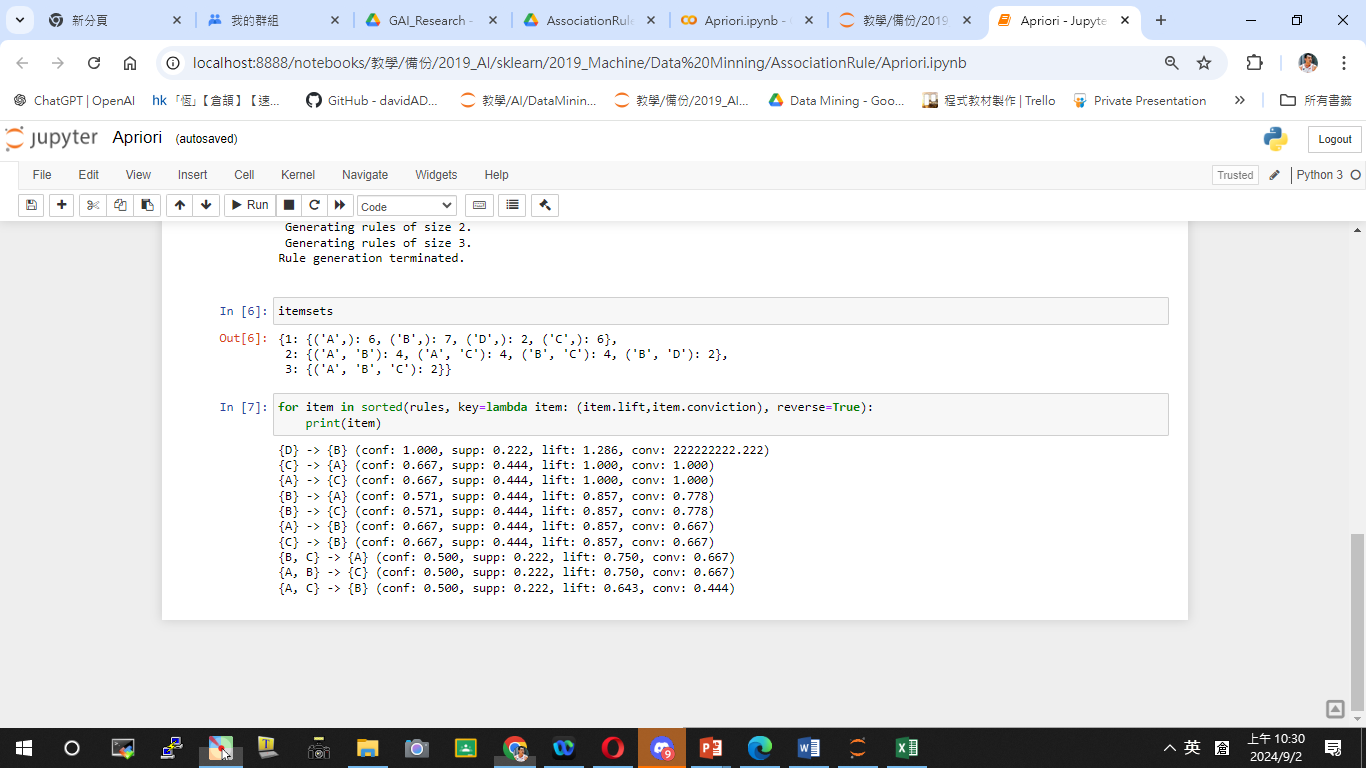 新分頁
我的群組
GAI_Research -
AssociationRul
Apriori.ipynb -
教學/備份/2019
Apriori - Jupyte
localhost:8888/notebooks/教學/備份/2019_AI/sklearn/2019_Machine/Data%20Minning/AssociationRule/Apriori.ipynb
ChatGPT | OpenAI
hk 「恆」【倉頡】【速...
GitHub - davidAD...
教學/AI/DataMinin...
教學/備份/2019_AI...
Data Mining - Goo...
程式教材製作 | Trello
Private Presentation
所有書籤
jupyter Apriori (autosaved)
Logout
File Edit View Insert Cell Kernel Navigate Widgets Help
Trusted
Python 3
Run
Code
Generating rules of size 2.
Generating rules of size 3.
Rule generation terminated.
In [6]: itemsets
Out[6]: {1: {('A',): 6, ('B',): 7, ('D',): 2, ('C',): 6},
2: {('A', 'B'): 4, ('A', 'C'): 4, ('B', 'C'): 4, ('B', 'D'): 2},
3: {('A', 'B', 'C'): 2}}
In [7]: for item in sorted(rules, key=lambda item: (item.lift,item.conviction), reverse=True):
print(item)
{D} -> {B} (conf: 1.000, supp: 0.222, lift: 1.286, conv: 222222222.222)
{C} -> {A} (conf: 0.667, supp: 0.444, lift: 1.000, conv: 1.000)
{A} -> {C} (conf: 0.667, supp: 0.444, lift: 1.000, conv: 1.000)
{B} -> {A} (conf: 0.571, supp: 0.444, lift: 0.857, conv: 0.778)
{B} -> {C} (conf: 0.571, supp: 0.444, lift: 0.857, conv: 0.778)
{A} -> {B} (conf: 0.667, supp: 0.444, lift: 0.857, conv: 0.667)
{C} -> {B} (conf: 0.667, supp: 0.444, lift: 0.857, conv: 0.667)
{B, C} -> {A} (conf: 0.500, supp: 0.222, lift: 0.750, conv: 0.667)
{A, B} -> {C} (conf: 0.500, supp: 0.222, lift: 0.750, conv: 0.667)
{A, C} -> {B} (conf: 0.500, supp: 0.222, lift: 0.643, conv: 0.444)
英
倉
上午 10:30
2024/9/2